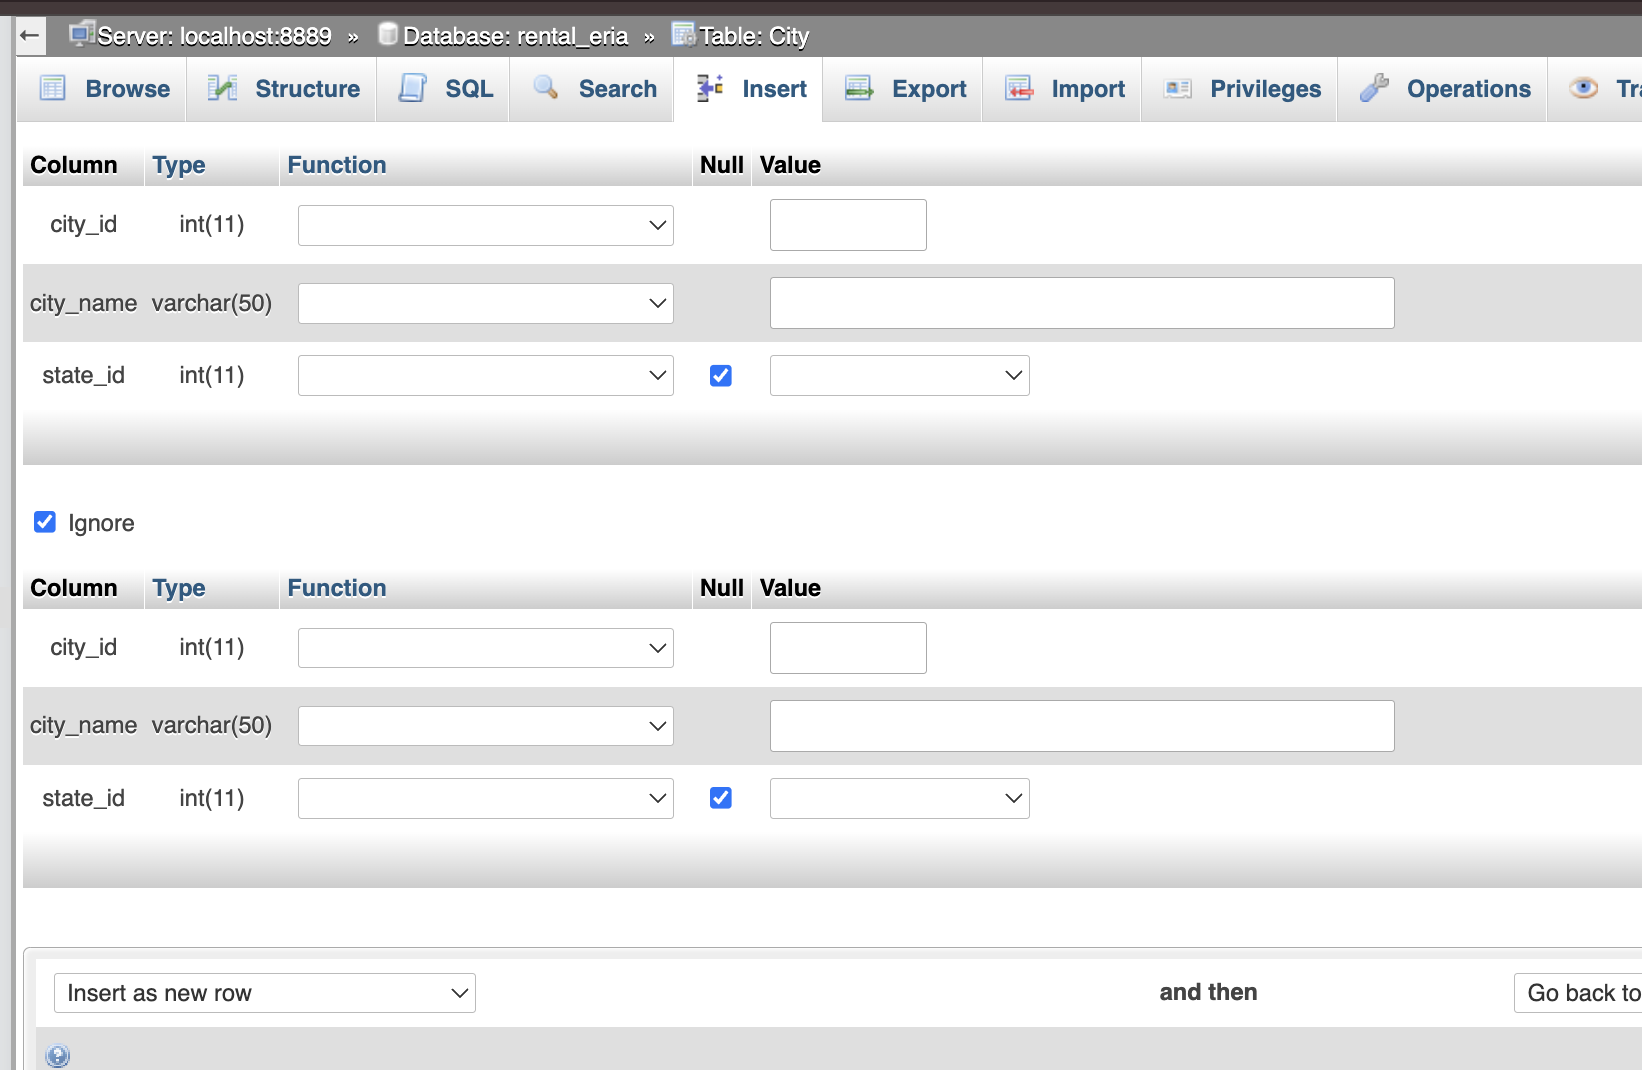 Server: localhost:8889 » Database: rental_eria » Table: City
Browse Structure SQL Search Insert Export Import Privileges Operations
Column Type Function Null Value
city_id int(11)
city_name varchar(50)
state_id int(11)
Ignore
Column Type Function Null Value
city_id int(11)
city_name varchar(50)
state_id int(11)
Insert as new row and then Go back to